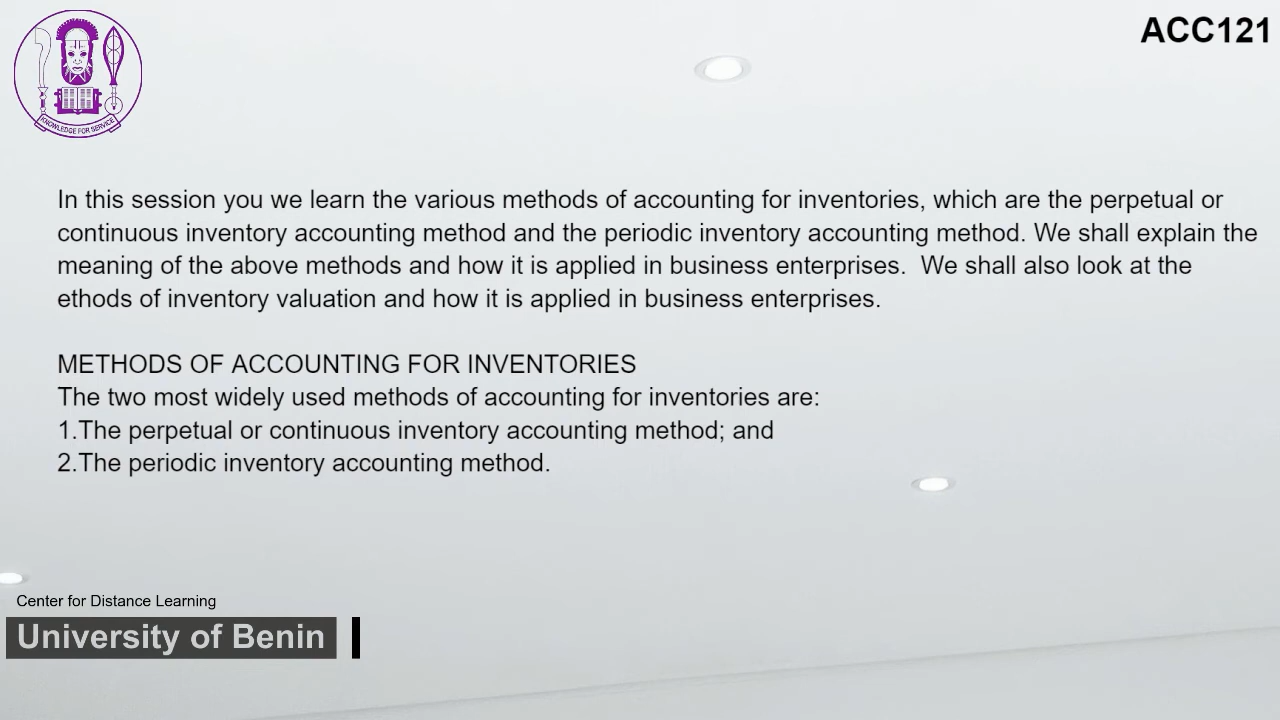 ACC121
KNOWLEDGE FOR SERVICE
In this session you we learn the various methods of accounting for inventories, which are the perpetual or
continuous inventory accounting method and the periodic inventory accounting method. We shall explain the
meaning of the above methods and how it is applied in business enterprises.  We shall also look at the
ethods of inventory valuation and how it is applied in business enterprises.
METHODS OF ACCOUNTING FOR INVENTORIES
The two most widely used methods of accounting for inventories are:
1.The perpetual or continuous inventory accounting method; and
2.The periodic inventory accounting method.
Center for Distance Learning
University of Benin